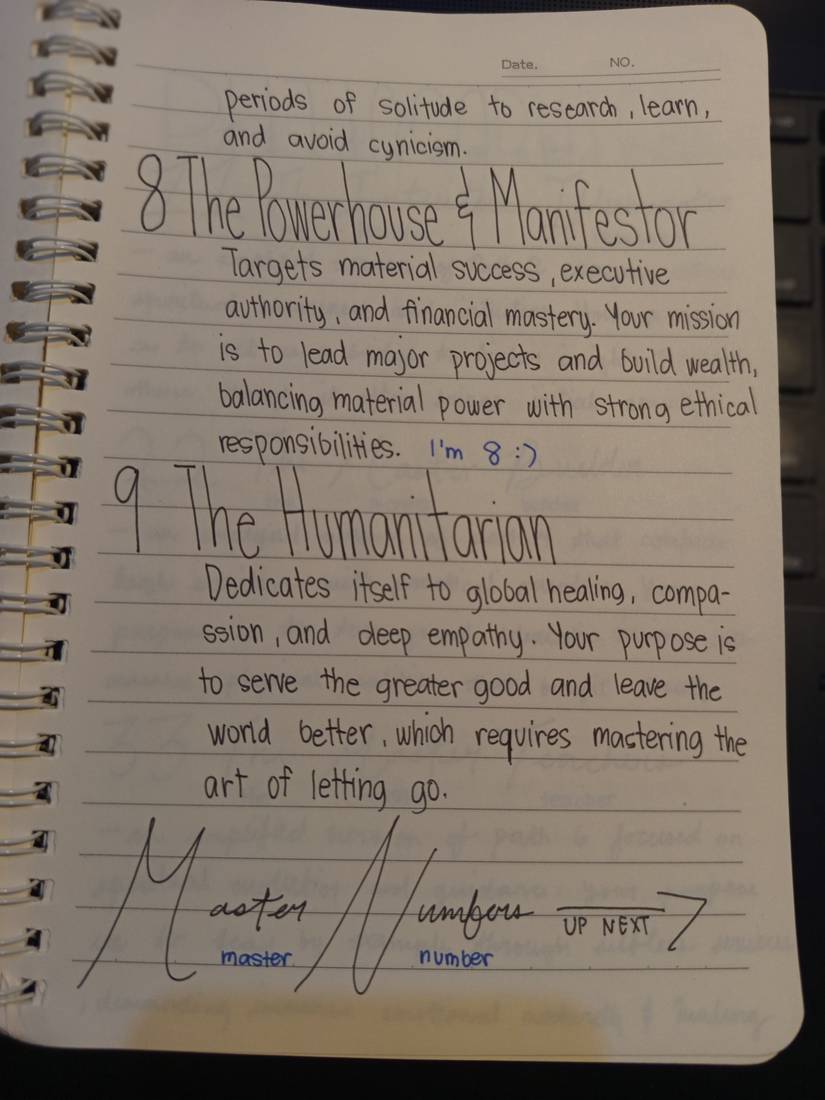 Date. NO.
periods of solitude to research, learn,
and avoid cynicism.
8 The Powerhouse & Manifestor
Targets material success, executive
authority, and financial mastery. Your mission
is to lead major projects and build wealth,
balancing material power with strong ethical
responsibilities. I'm 8 :)
9 The Humanitarian
Dedicates itself to global healing, compa-
ssion, and deep empathy. Your purpose is
to serve the greater good and leave the
world better, which requires mastering the
art of letting go.
Master Numbers UP NEXT
master number